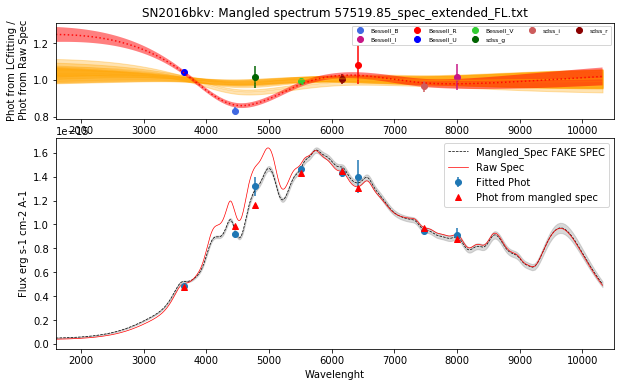 SN2016bkv: Mangled spectrum 57519.85_spec_extended_FL.txt
Phot from LCfitting /
Phot from Raw Spec
1.2
1.0
0.8
Bessell_B
Bessell_R
Bessell_V
sdss_i
sdss_r
Bessell_I
Bessell_U
sdss_g
2000 3000 4000 5000 6000 7000 8000 9000 10000
Flux erg s-1 cm-2 A-1
1.6
1.4
1.2
1.0
0.8
0.6
0.4
0.2
0.0
Mangled_Spec FAKE SPEC
Raw Spec
Fitted Phot
Phot from mangled spec
2000 3000 4000 5000 6000 7000 8000 9000 10000
Wavelenght